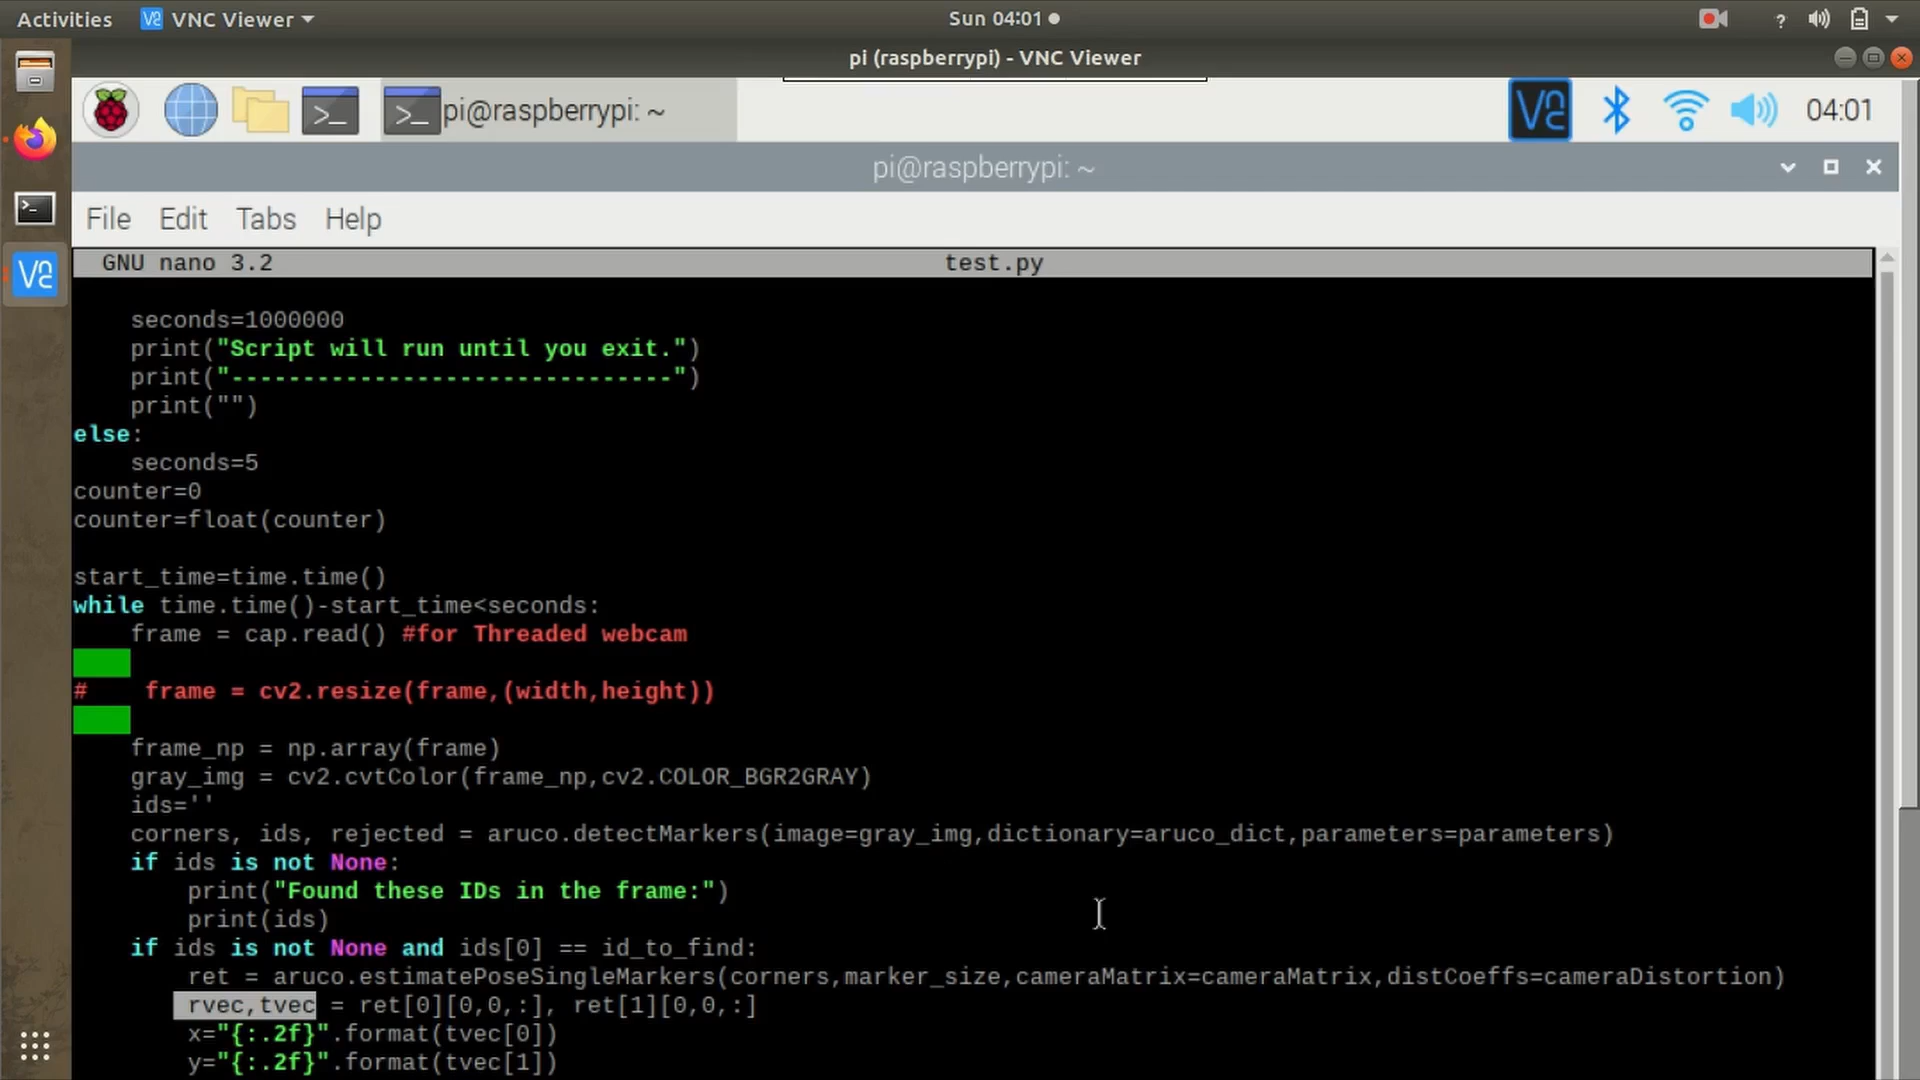 Activities VNC Viewer Sun 04:01 ?
pi (raspberrypi) - VNC Viewer
pi@raspberrypi: ~ 04:01
pi@raspberrypi: ~
File Edit Tabs Help
GNU nano 3.2 test.py
    seconds=1000000
    print("Script will run until you exit.")
    print("-------------------------------")
    print("")
else:
    seconds=5
counter=0
counter=float(counter)
start_time=time.time()
while time.time()-start_time<seconds:
    frame = cap.read() #for Threaded webcam
#    frame = cv2.resize(frame,(width,height))
    frame_np = np.array(frame)
    gray_img = cv2.cvtColor(frame_np,cv2.COLOR_BGR2GRAY)
    ids=''
    corners, ids, rejected = aruco.detectMarkers(image=gray_img,dictionary=aruco_dict,parameters=parameters)
    if ids is not None:
        print("Found these IDs in the frame:")
        print(ids)
    if ids is not None and ids[0] == id_to_find:
        ret = aruco.estimatePoseSingleMarkers(corners,marker_size,cameraMatrix=cameraMatrix,distCoeffs=cameraDistortion)
        rvec,tvec = ret[0][0,0,:], ret[1][0,0,:]
        x="{:.2f}".format(tvec[0])
        y="{:.2f}".format(tvec[1])